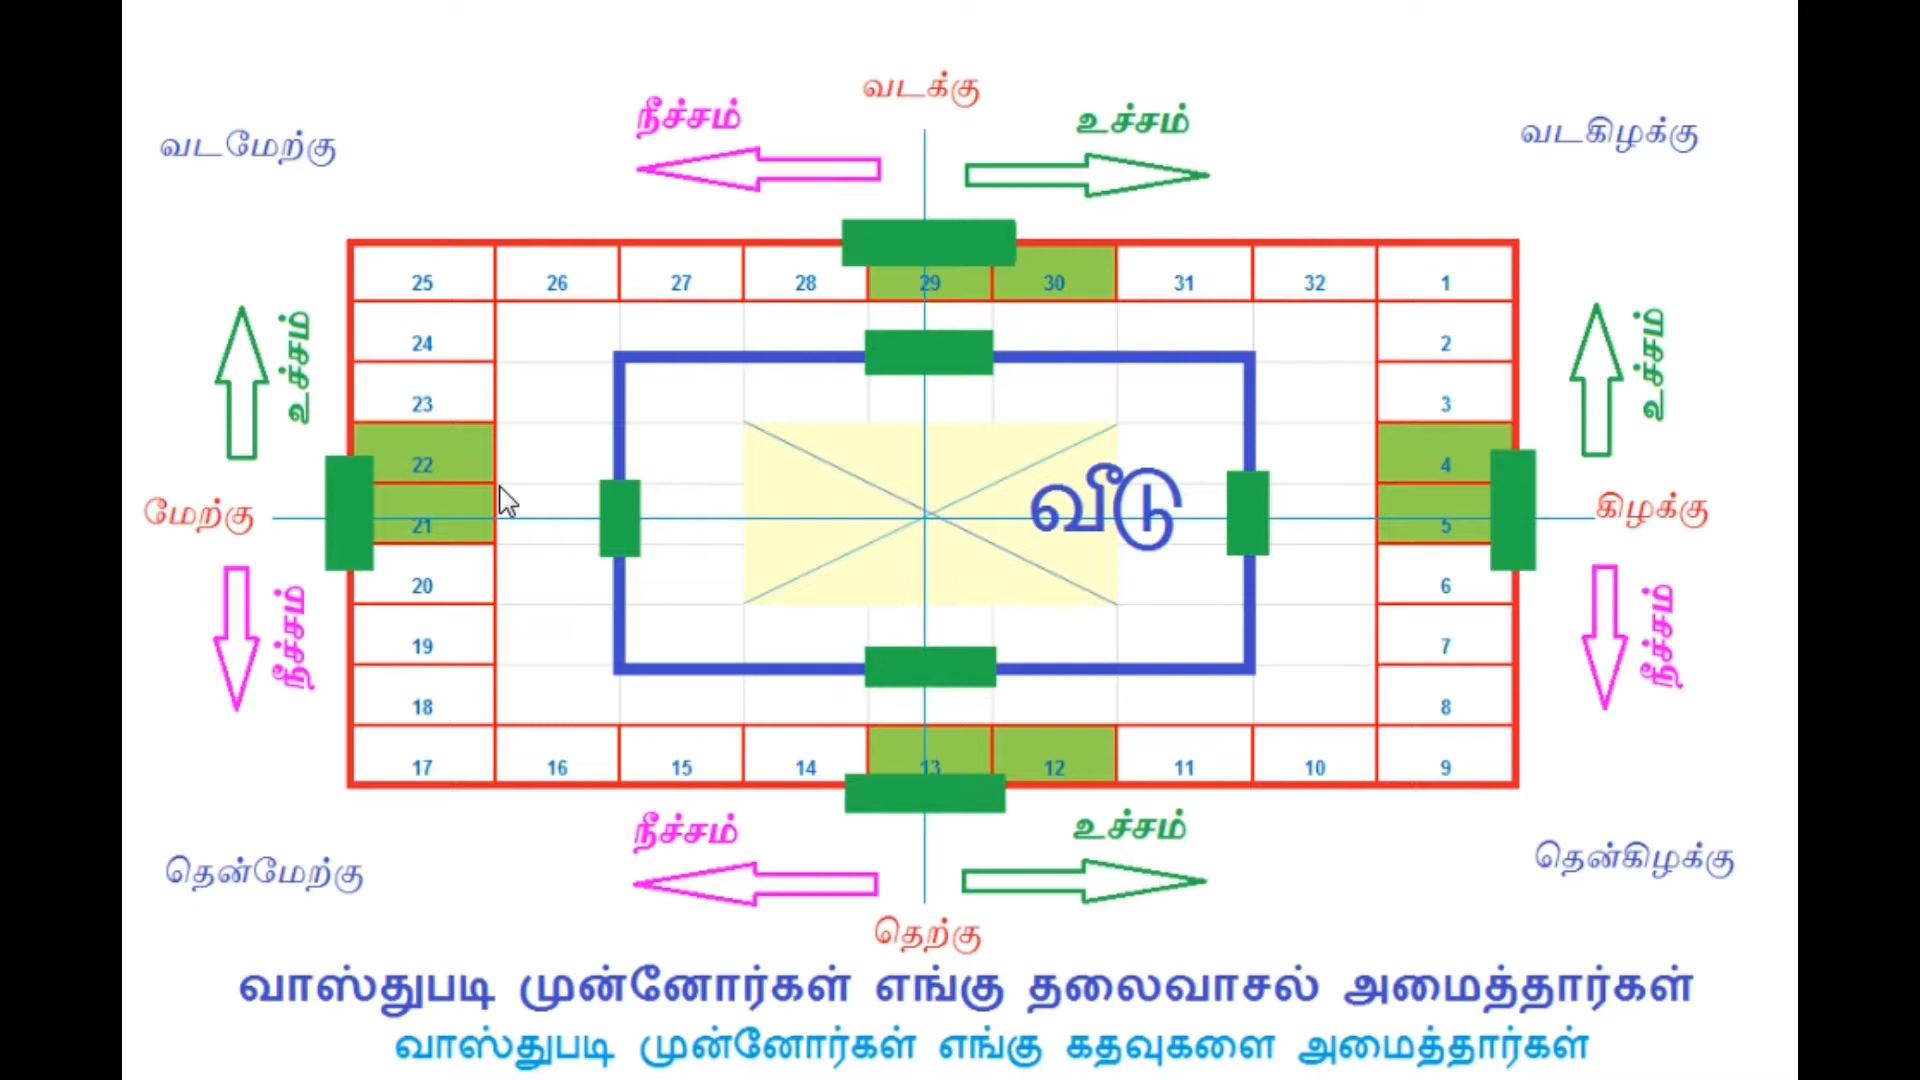 வடக்கு
நீச்சம் உச்சம்
வடமேற்கு வடகிழக்கு
25 26 27 28 29 30 31 32 1
24 2
23 3
உச்சம் உச்சம்
22 4
மேற்கு வீடு கிழக்கு
21 5
20 6
நீச்சம் நீச்சம்
19 7
18 8
17 16 15 14 13 12 11 10 9
நீச்சம் உச்சம்
தென்மேற்கு தென்கிழக்கு
தெற்கு
வாஸ்துபடி முன்னோர்கள் எங்கு தலைவாசல் அமைத்தார்கள்
வாஸ்துபடி முன்னோர்கள் எங்கு கதவுகளை அமைத்தார்கள்